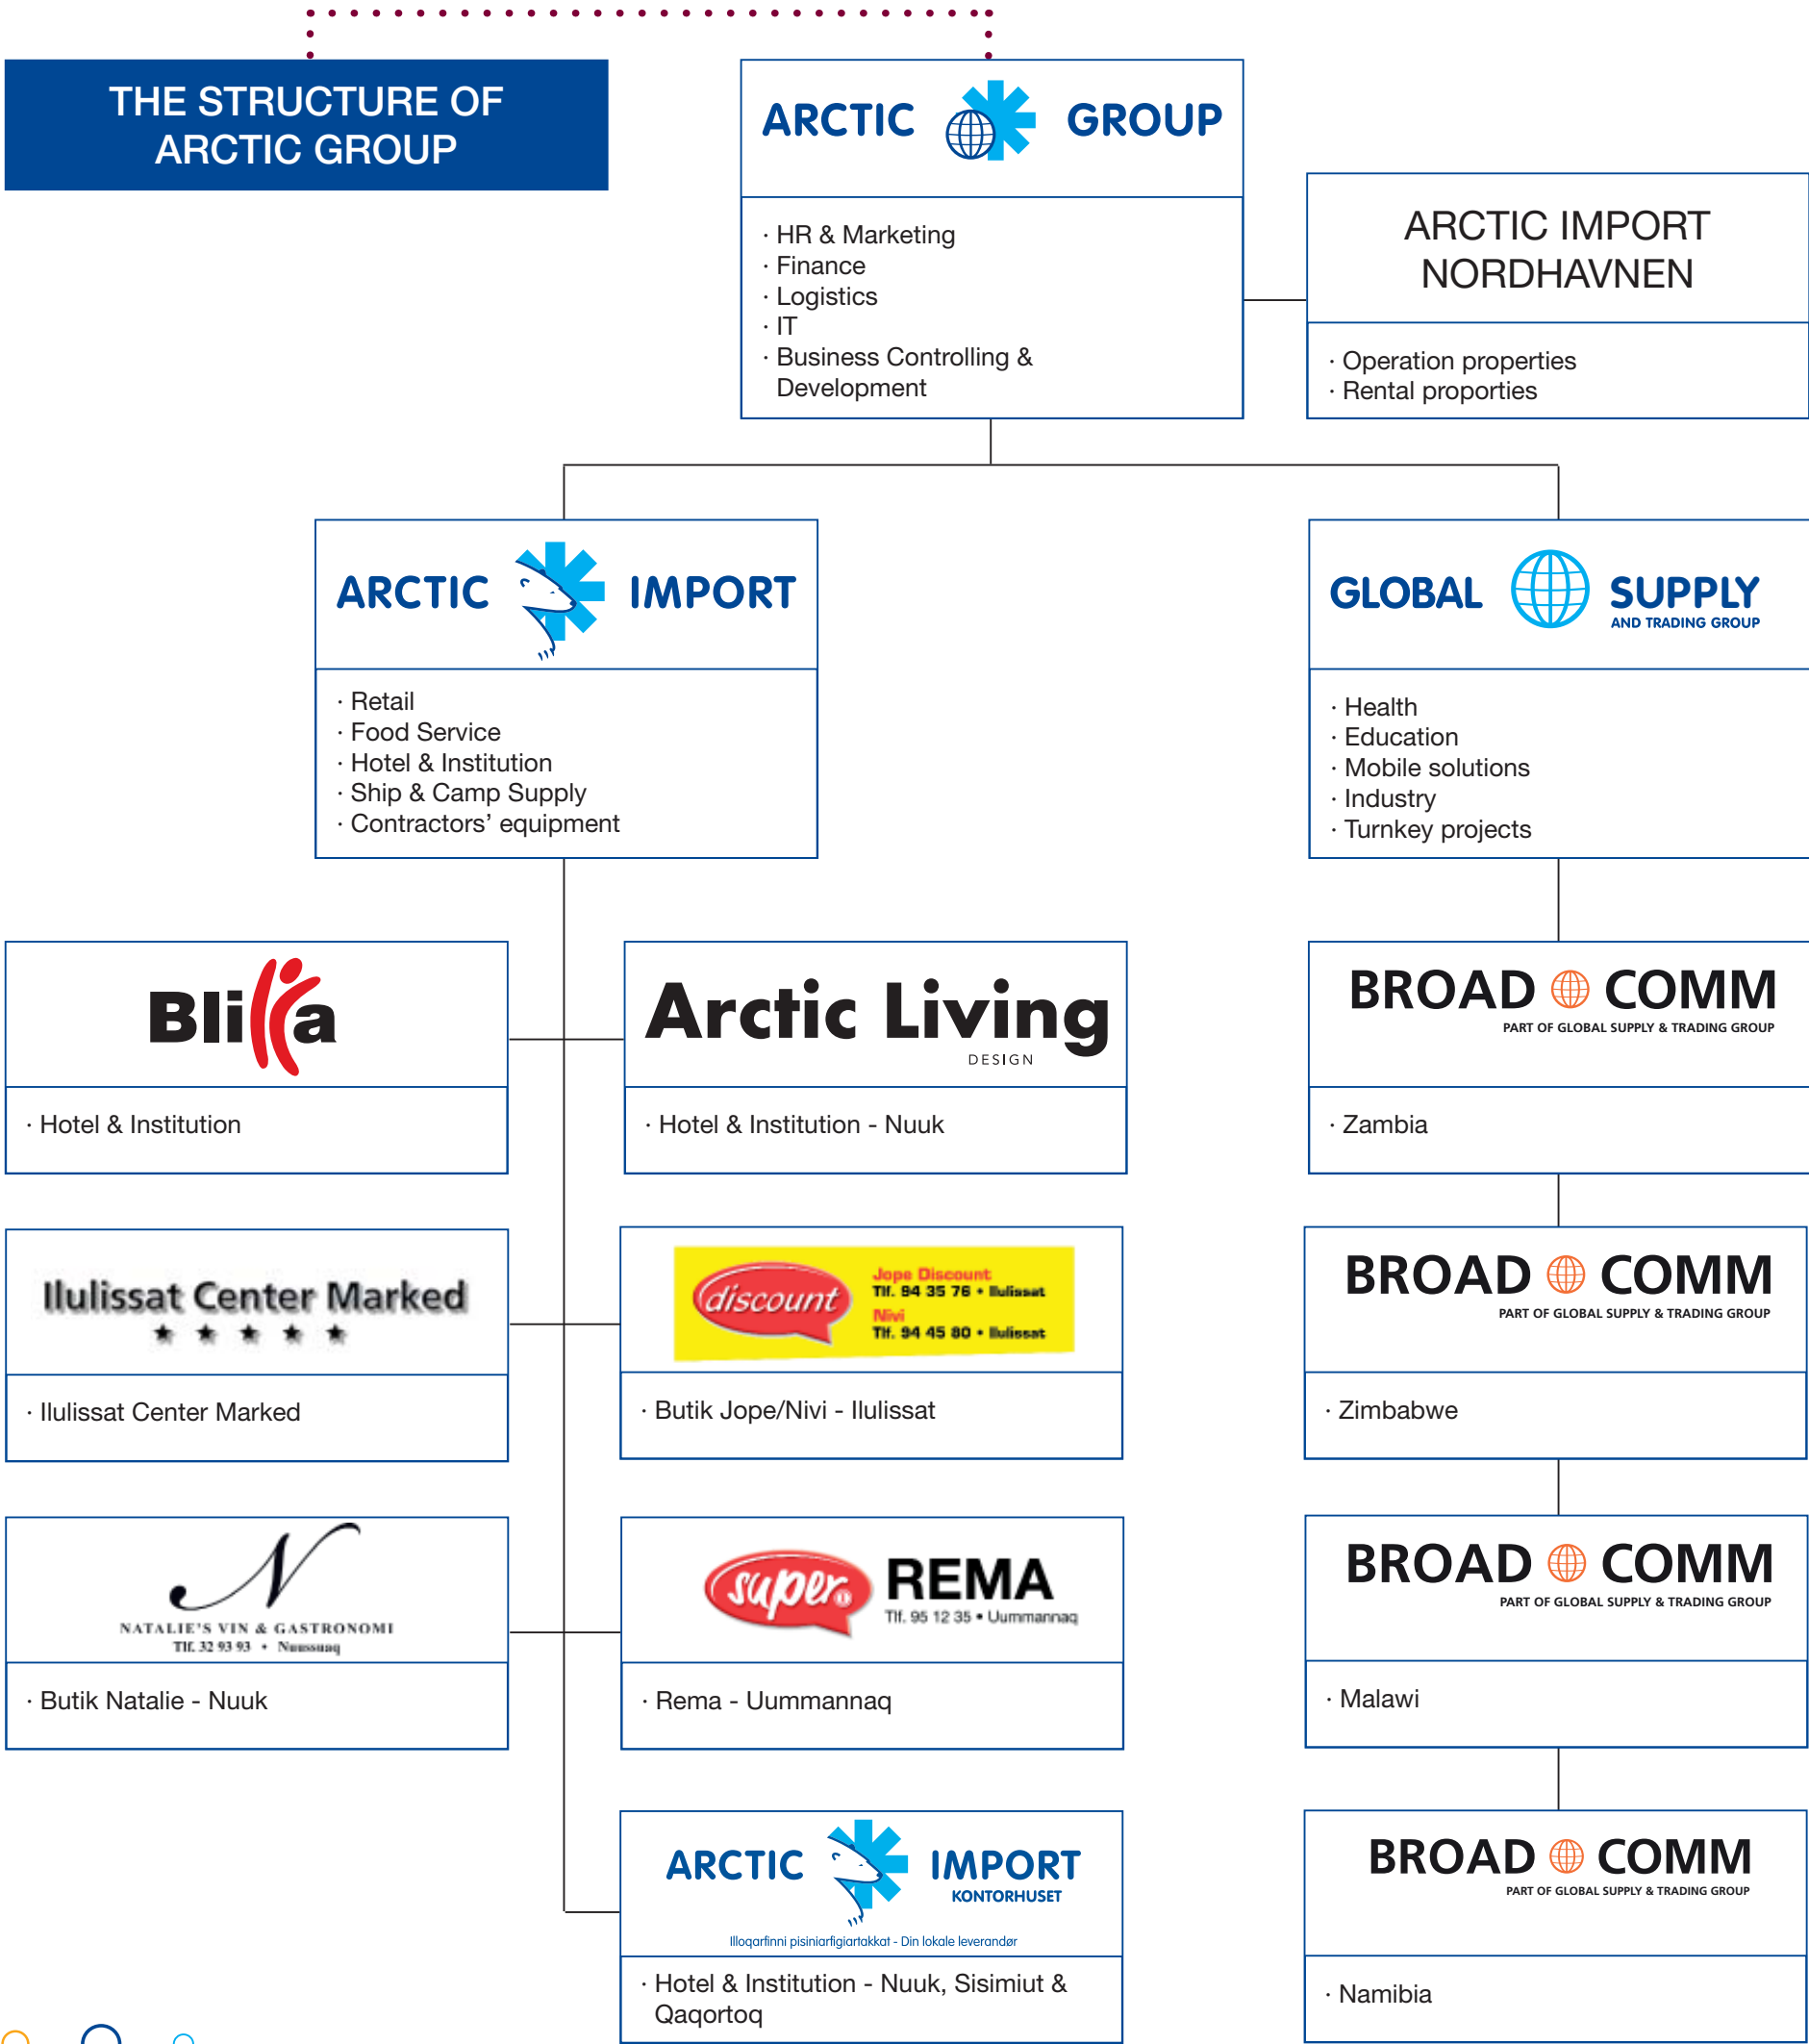 THE STRUCTURE OF
ARCTIC GROUP
ARCTIC GROUP
· HR & Marketing
· Finance
· Logistics
· IT
· Business Controlling &
Development
ARCTIC IMPORT
NORDHAVNEN
· Operation properties
· Rental proporties
ARCTIC IMPORT
· Retail
· Food Service
· Hotel & Institution
· Ship & Camp Supply
· Contractors’ equipment
GLOBAL SUPPLY
AND TRADING GROUP
· Health
· Education
· Mobile solutions
· Industry
· Turnkey projects
Blika
· Hotel & Institution
Arctic Living
DESIGN
· Hotel & Institution - Nuuk
BROAD COMM
PART OF GLOBAL SUPPLY & TRADING GROUP
· Zambia
Ilulissat Center Marked
· Ilulissat Center Marked
discount
Jope Discount
Tlf. 94 35 76 • Ilulissat
Nivi
Tlf. 94 45 80 • Ilulissat
· Butik Jope/Nivi - Ilulissat
BROAD COMM
PART OF GLOBAL SUPPLY & TRADING GROUP
· Zimbabwe
N
NATALIE'S VIN & GASTRONOMI
Tlf. 32 93 93 • Nuussuaq
· Butik Natalie - Nuuk
super
REMA
Tlf. 95 12 35 • Uummannaq
· Rema - Uummannaq
BROAD COMM
PART OF GLOBAL SUPPLY & TRADING GROUP
· Malawi
ARCTIC IMPORT
KONTORHUSET
Illoqarfinni pisiniarfigiartakkat - Din lokale leverandør
· Hotel & Institution - Nuuk, Sisimiut &
Qaqortoq
BROAD COMM
PART OF GLOBAL SUPPLY & TRADING GROUP
· Namibia